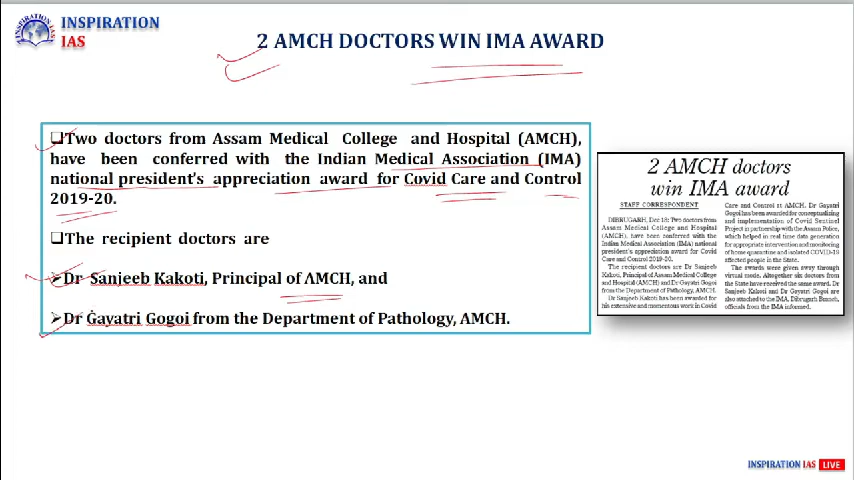 INSPIRATION
IAS
2 AMCH DOCTORS WIN IMA AWARD
❑Two doctors from Assam Medical College and Hospital (AMCH),
have been conferred with the Indian Medical Association (IMA)
national president's appreciation award for Covid Care and Control
2019-20.
❑The recipient doctors are
➢Dr Sanjeeb Kakoti, Principal of AMCH, and
➢Dr Gayatri Gogoi from the Department of Pathology, AMCH.
2 AMCH doctors
win IMA award
STAFF CORRESPONDENT
DIBRUGARH, Dec 18: Two doctors from
Assam Medical College and Hospital
(AMCH), have been conferred with the
Indian Medical Association (IMA) national
president's appreciation award for Covid
Care and Control 2019-20.
The recipient doctors are Dr Sanjeeb
Kakoti, Principal of Assam Medical College
and Hospital (AMCH) and Dr Gayatri Gogoi
from the Department of Pathology, AMCH.
Dr Sanjeeb Kakoti has been awarded for
his extensive and momentous work in Covid
Care and Control at AMCH, Dr Gayatri
Gogoi has been awarded for conceptualizing
and implementation of Covid Sentinel
Project in partnership with the Assam Police,
which helped in real time data generation
for appropriate intervention and monitoring
of home quarantine and isolated COVID-19
affected people in the State.
The awards were given away through
virtual mode. Altogether six doctors from
the State have received the same award. Dr
Sanjeeb Kakoti and Dr Gayatri Gogoi are
also attached to the IMA, Dibrugarh Branch,
officials from the IMA informed.
INSPIRATION IAS LIVE